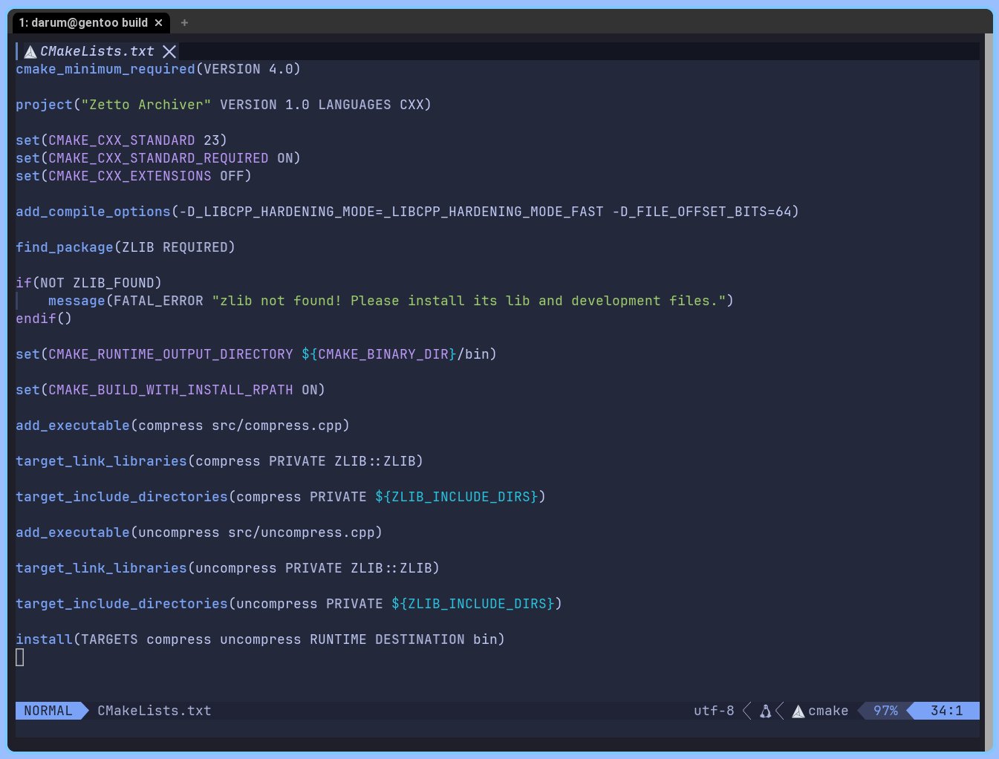 1: darum@gentoo build × +
CMakeLists.txt
cmake_minimum_required(VERSION 4.0)
project("Zetto Archiver" VERSION 1.0 LANGUAGES CXX)
set(CMAKE_CXX_STANDARD 23)
set(CMAKE_CXX_STANDARD_REQUIRED ON)
set(CMAKE_CXX_EXTENSIONS OFF)
add_compile_options(-D_LIBCPP_HARDENING_MODE=_LIBCPP_HARDENING_MODE_FAST -D_FILE_OFFSET_BITS=64)
find_package(ZLIB REQUIRED)
if(NOT ZLIB_FOUND)
    message(FATAL_ERROR "zlib not found! Please install its lib and development files.")
endif()
set(CMAKE_RUNTIME_OUTPUT_DIRECTORY ${CMAKE_BINARY_DIR}/bin)
set(CMAKE_BUILD_WITH_INSTALL_RPATH ON)
add_executable(compress src/compress.cpp)
target_link_libraries(compress PRIVATE ZLIB::ZLIB)
target_include_directories(compress PRIVATE ${ZLIB_INCLUDE_DIRS})
add_executable(uncompress src/uncompress.cpp)
target_link_libraries(uncompress PRIVATE ZLIB::ZLIB)
target_include_directories(uncompress PRIVATE ${ZLIB_INCLUDE_DIRS})
install(TARGETS compress uncompress RUNTIME DESTINATION bin)
NORMAL CMakeLists.txt utf-8 cmake 97% 34:1